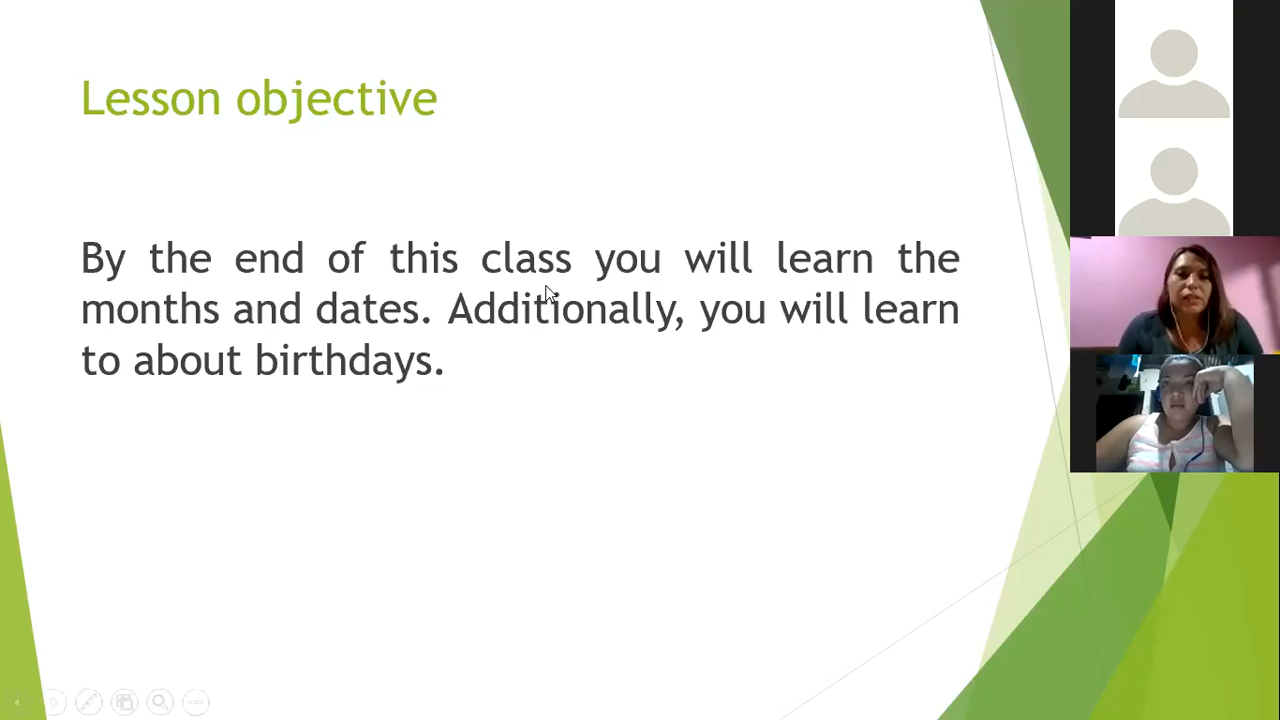 Lesson objective
By the end of this class you will learn the
months and dates. Additionally, you will learn
to about birthdays.